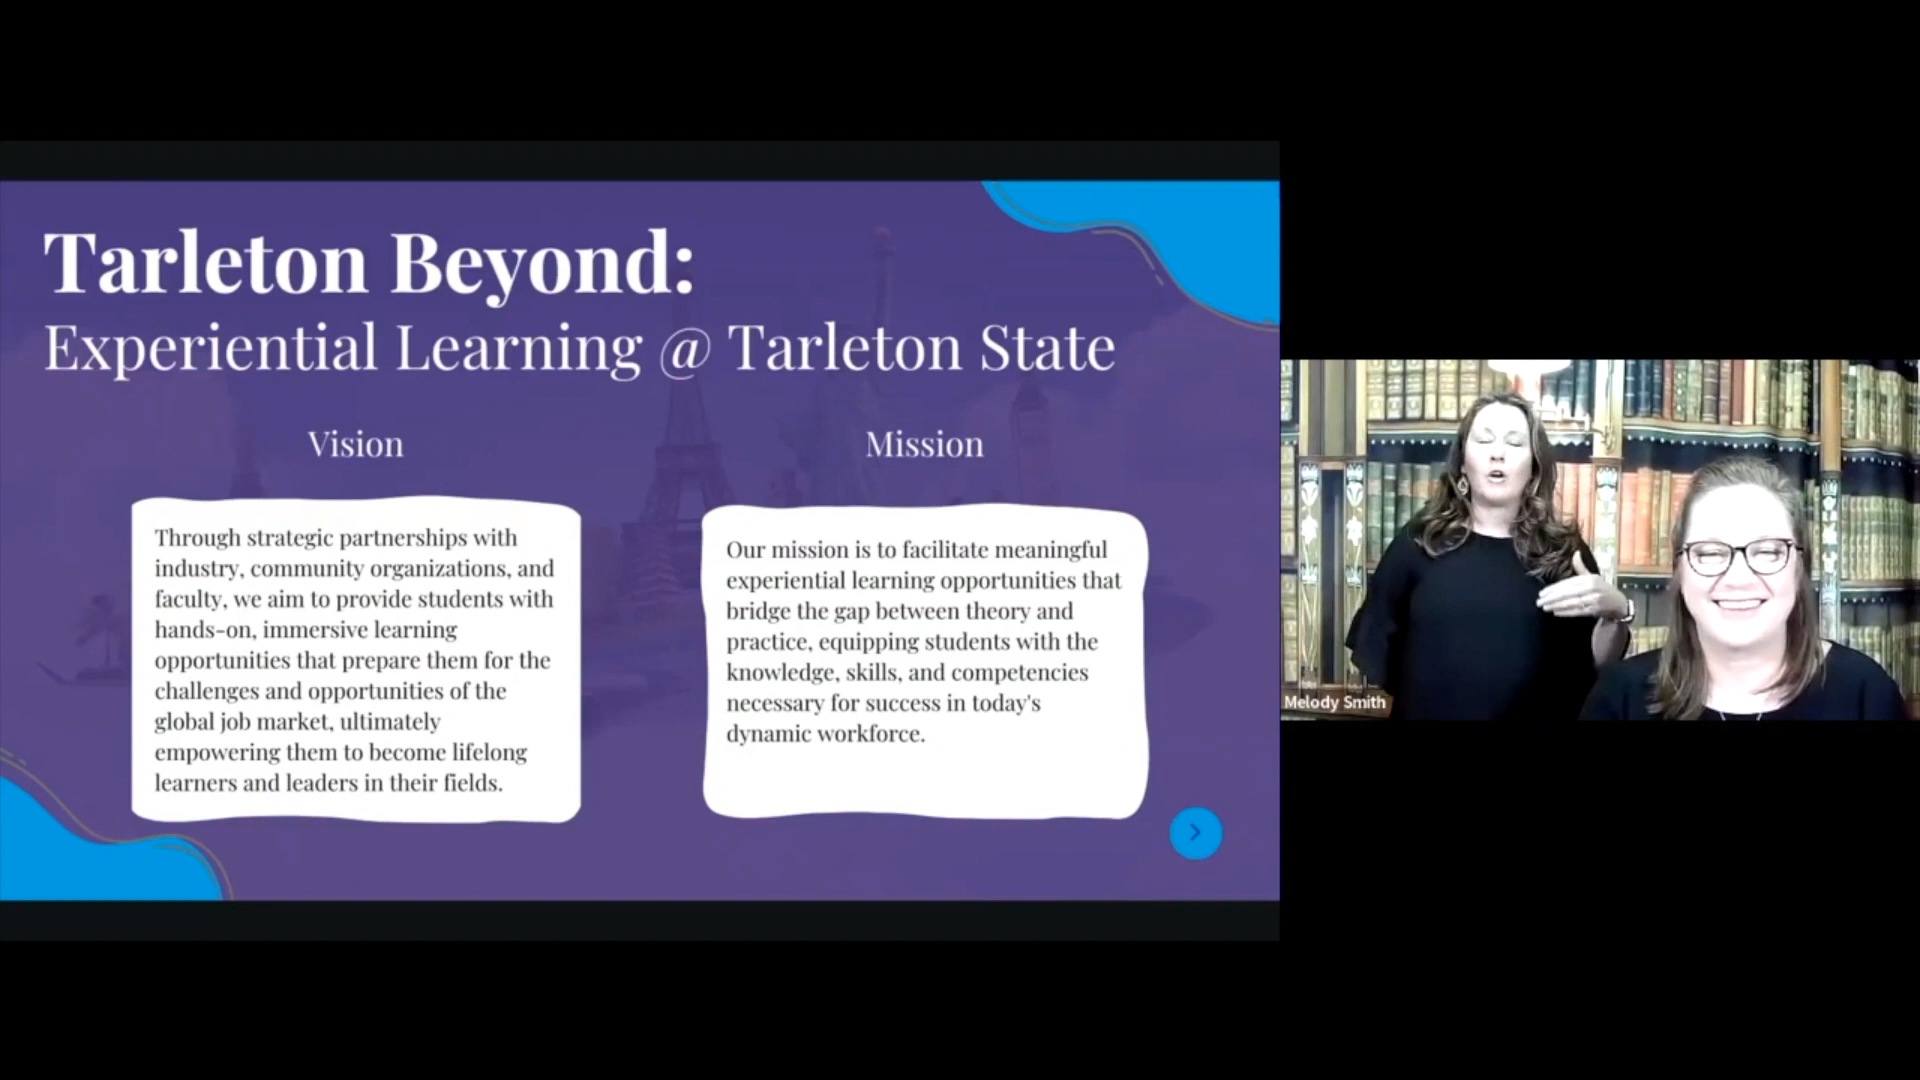 Tarleton Beyond:
Experiential Learning @ Tarleton State
Vision
Through strategic partnerships with
industry, community organizations, and
faculty, we aim to provide students with
hands-on, immersive learning
opportunities that prepare them for the
challenges and opportunities of the
global job market, ultimately
empowering them to become lifelong
learners and leaders in their fields.
Mission
Our mission is to facilitate meaningful
experiential learning opportunities that
bridge the gap between theory and
practice, equipping students with the
knowledge, skills, and competencies
necessary for success in today's
dynamic workforce.
Melody Smith